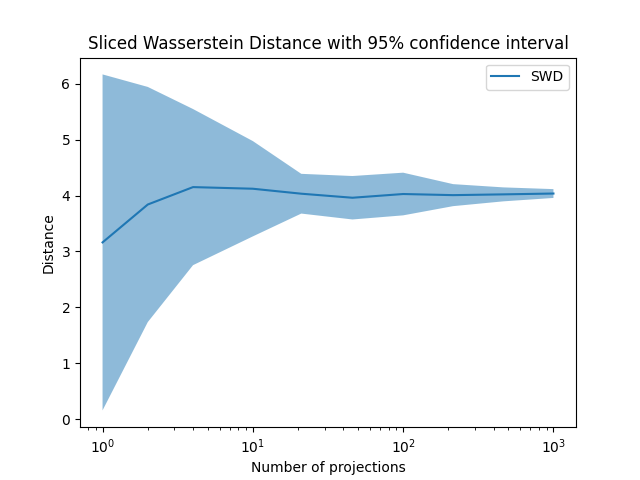 Sliced Wasserstein Distance with 95% confidence interval
SWD
Distance
6
5
4
3
2
1
0
10⁰ 10¹ 10² 10³
Number of projections